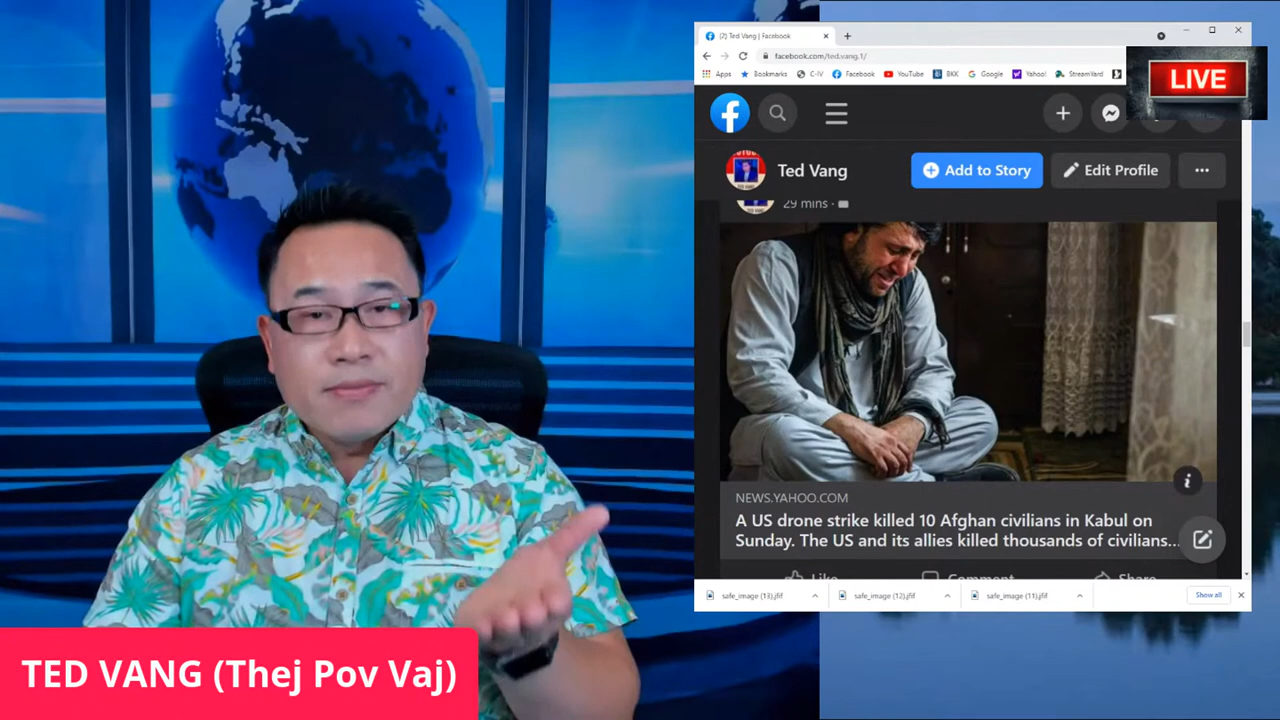 (2) Ted Vang | Facebook
facebook.com/ted.vang.1/
Apps Bookmarks C-IV Facebook YouTube BKK Google Yahoo! StreamYard
LIVE
Ted Vang
Add to Story
Edit Profile
29 mins
NEWS.YAHOO.COM
A US drone strike killed 10 Afghan civilians in Kabul on
Sunday. The US and its allies killed thousands of civilians...
Like Comment Share
safe_image (13).jfif safe_image (12).jfif safe_image (11).jfif Show all
TED VANG (Thej Pov Vaj)